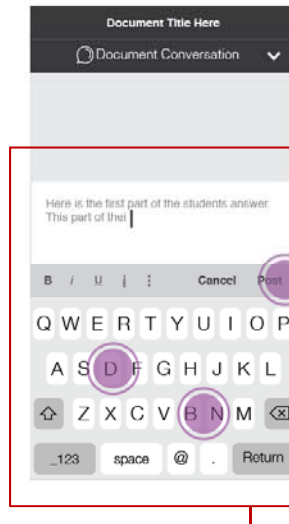 Document Title Here
Document Conversation
Here is the first part of the students answer
This part of thei
B i U Cancel Post
Q W E R T Y U I O P
A S D F G H J K L
Z X C V B N M
_123 space @ . Return